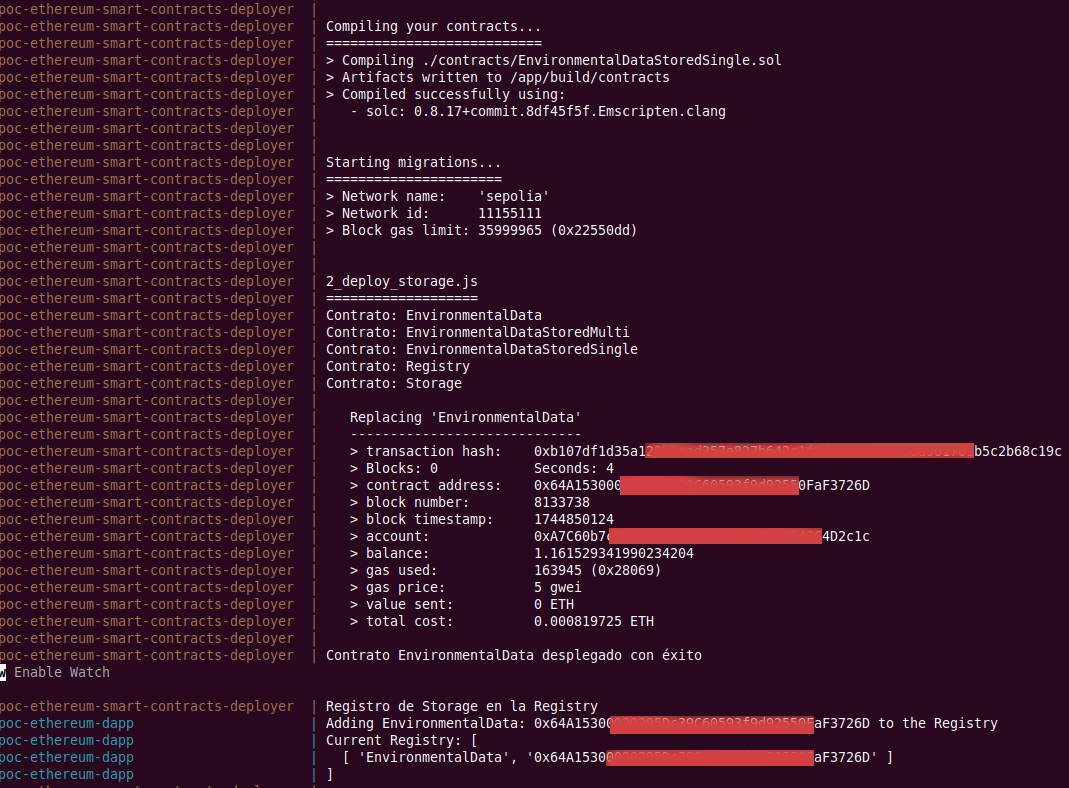 poc-ethereum-smart-contracts-deployer |
poc-ethereum-smart-contracts-deployer | Compiling your contracts...
poc-ethereum-smart-contracts-deployer | ===========================
poc-ethereum-smart-contracts-deployer | > Compiling ./contracts/EnvironmentalDataStoredSingle.sol
poc-ethereum-smart-contracts-deployer | > Artifacts written to /app/build/contracts
poc-ethereum-smart-contracts-deployer | > Compiled successfully using:
poc-ethereum-smart-contracts-deployer |    - solc: 0.8.17+commit.8df45f5f.Emscripten.clang
poc-ethereum-smart-contracts-deployer |
poc-ethereum-smart-contracts-deployer |
poc-ethereum-smart-contracts-deployer | Starting migrations...
poc-ethereum-smart-contracts-deployer | ======================
poc-ethereum-smart-contracts-deployer | > Network name:    'sepolia'
poc-ethereum-smart-contracts-deployer | > Network id:      11155111
poc-ethereum-smart-contracts-deployer | > Block gas limit: 35999965 (0x22550dd)
poc-ethereum-smart-contracts-deployer |
poc-ethereum-smart-contracts-deployer |
poc-ethereum-smart-contracts-deployer | 2_deploy_storage.js
poc-ethereum-smart-contracts-deployer | ===================
poc-ethereum-smart-contracts-deployer | Contrato: EnvironmentalData
poc-ethereum-smart-contracts-deployer | Contrato: EnvironmentalDataStoredMulti
poc-ethereum-smart-contracts-deployer | Contrato: EnvironmentalDataStoredSingle
poc-ethereum-smart-contracts-deployer | Contrato: Registry
poc-ethereum-smart-contracts-deployer | Contrato: Storage
poc-ethereum-smart-contracts-deployer |
poc-ethereum-smart-contracts-deployer |    Replacing 'EnvironmentalData'
poc-ethereum-smart-contracts-deployer |    -----------------------------
poc-ethereum-smart-contracts-deployer |    > transaction hash:    0xb107df1d35a12 b5c2b68c19c
poc-ethereum-smart-contracts-deployer |    > Blocks: 0            Seconds: 4
poc-ethereum-smart-contracts-deployer |    > contract address:    0x64A153000 0FaF3726D
poc-ethereum-smart-contracts-deployer |    > block number:        8133738
poc-ethereum-smart-contracts-deployer |    > block timestamp:     1744850124
poc-ethereum-smart-contracts-deployer |    > account:             0xA7C60b7 4D2c1c
poc-ethereum-smart-contracts-deployer |    > balance:             1.161529341990234204
poc-ethereum-smart-contracts-deployer |    > gas used:            163945 (0x28069)
poc-ethereum-smart-contracts-deployer |    > gas price:           5 gwei
poc-ethereum-smart-contracts-deployer |    > value sent:          0 ETH
poc-ethereum-smart-contracts-deployer |    > total cost:          0.000819725 ETH
poc-ethereum-smart-contracts-deployer |
poc-ethereum-smart-contracts-deployer | Contrato EnvironmentalData desplegado con éxito
w Enable Watch
poc-ethereum-smart-contracts-deployer | Registro de Storage en la Registry
poc-ethereum-dapp                      | Adding EnvironmentalData: 0x64A15300 aF3726D to the Registry
poc-ethereum-dapp                      | Current Registry: [
poc-ethereum-dapp                      |   [ 'EnvironmentalData', '0x64A1530 aF3726D' ]
poc-ethereum-dapp                      | ]